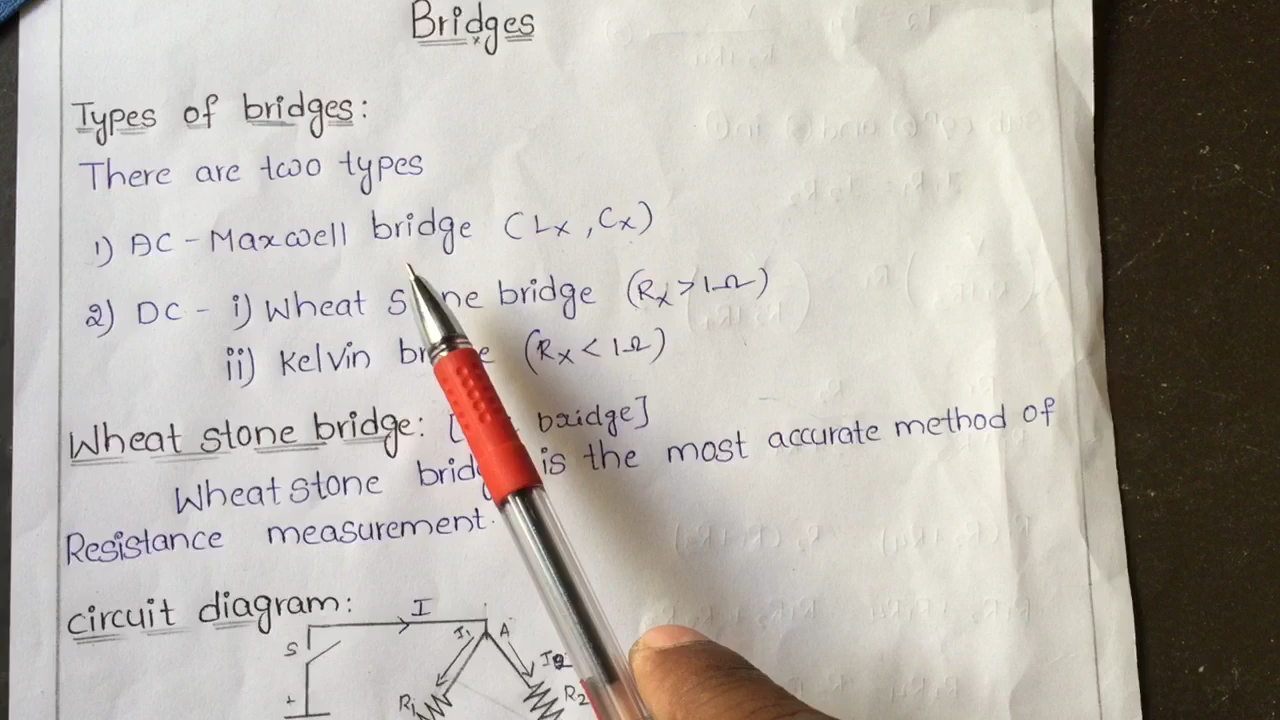 Bridges
Types of bridges:
There are two types
1) AC - Maxwell bridge (Lx, Cx)
2) DC - i) Wheat S ne bridge (Rx > 1Ω)
ii) Kelvin br e (Rx < 1Ω)
Wheat stone bridge: [ bridge]
Wheat stone bridg is the most accurate method of
Resistance measurement.
circuit diagram:
I
S
I1 A
I2
+
R1
R2